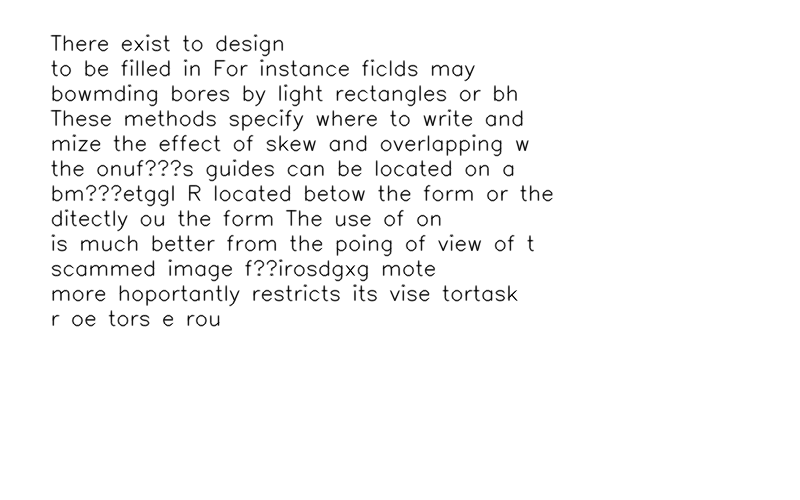 There exist to design
to be filled in For instance ficlds may
bowmding bores by light rectangles or bh
These methods specify where to write and
mize the effect of skew and overlapping w
the onuf???s guides can be located on a
bm???etggl R located betow the form or the
ditectly ou the form The use of on
is much better from the poing of view of t
scammed image f??irosdgxg mote
more hoportantly restricts its vise tortask
r oe tors e rou